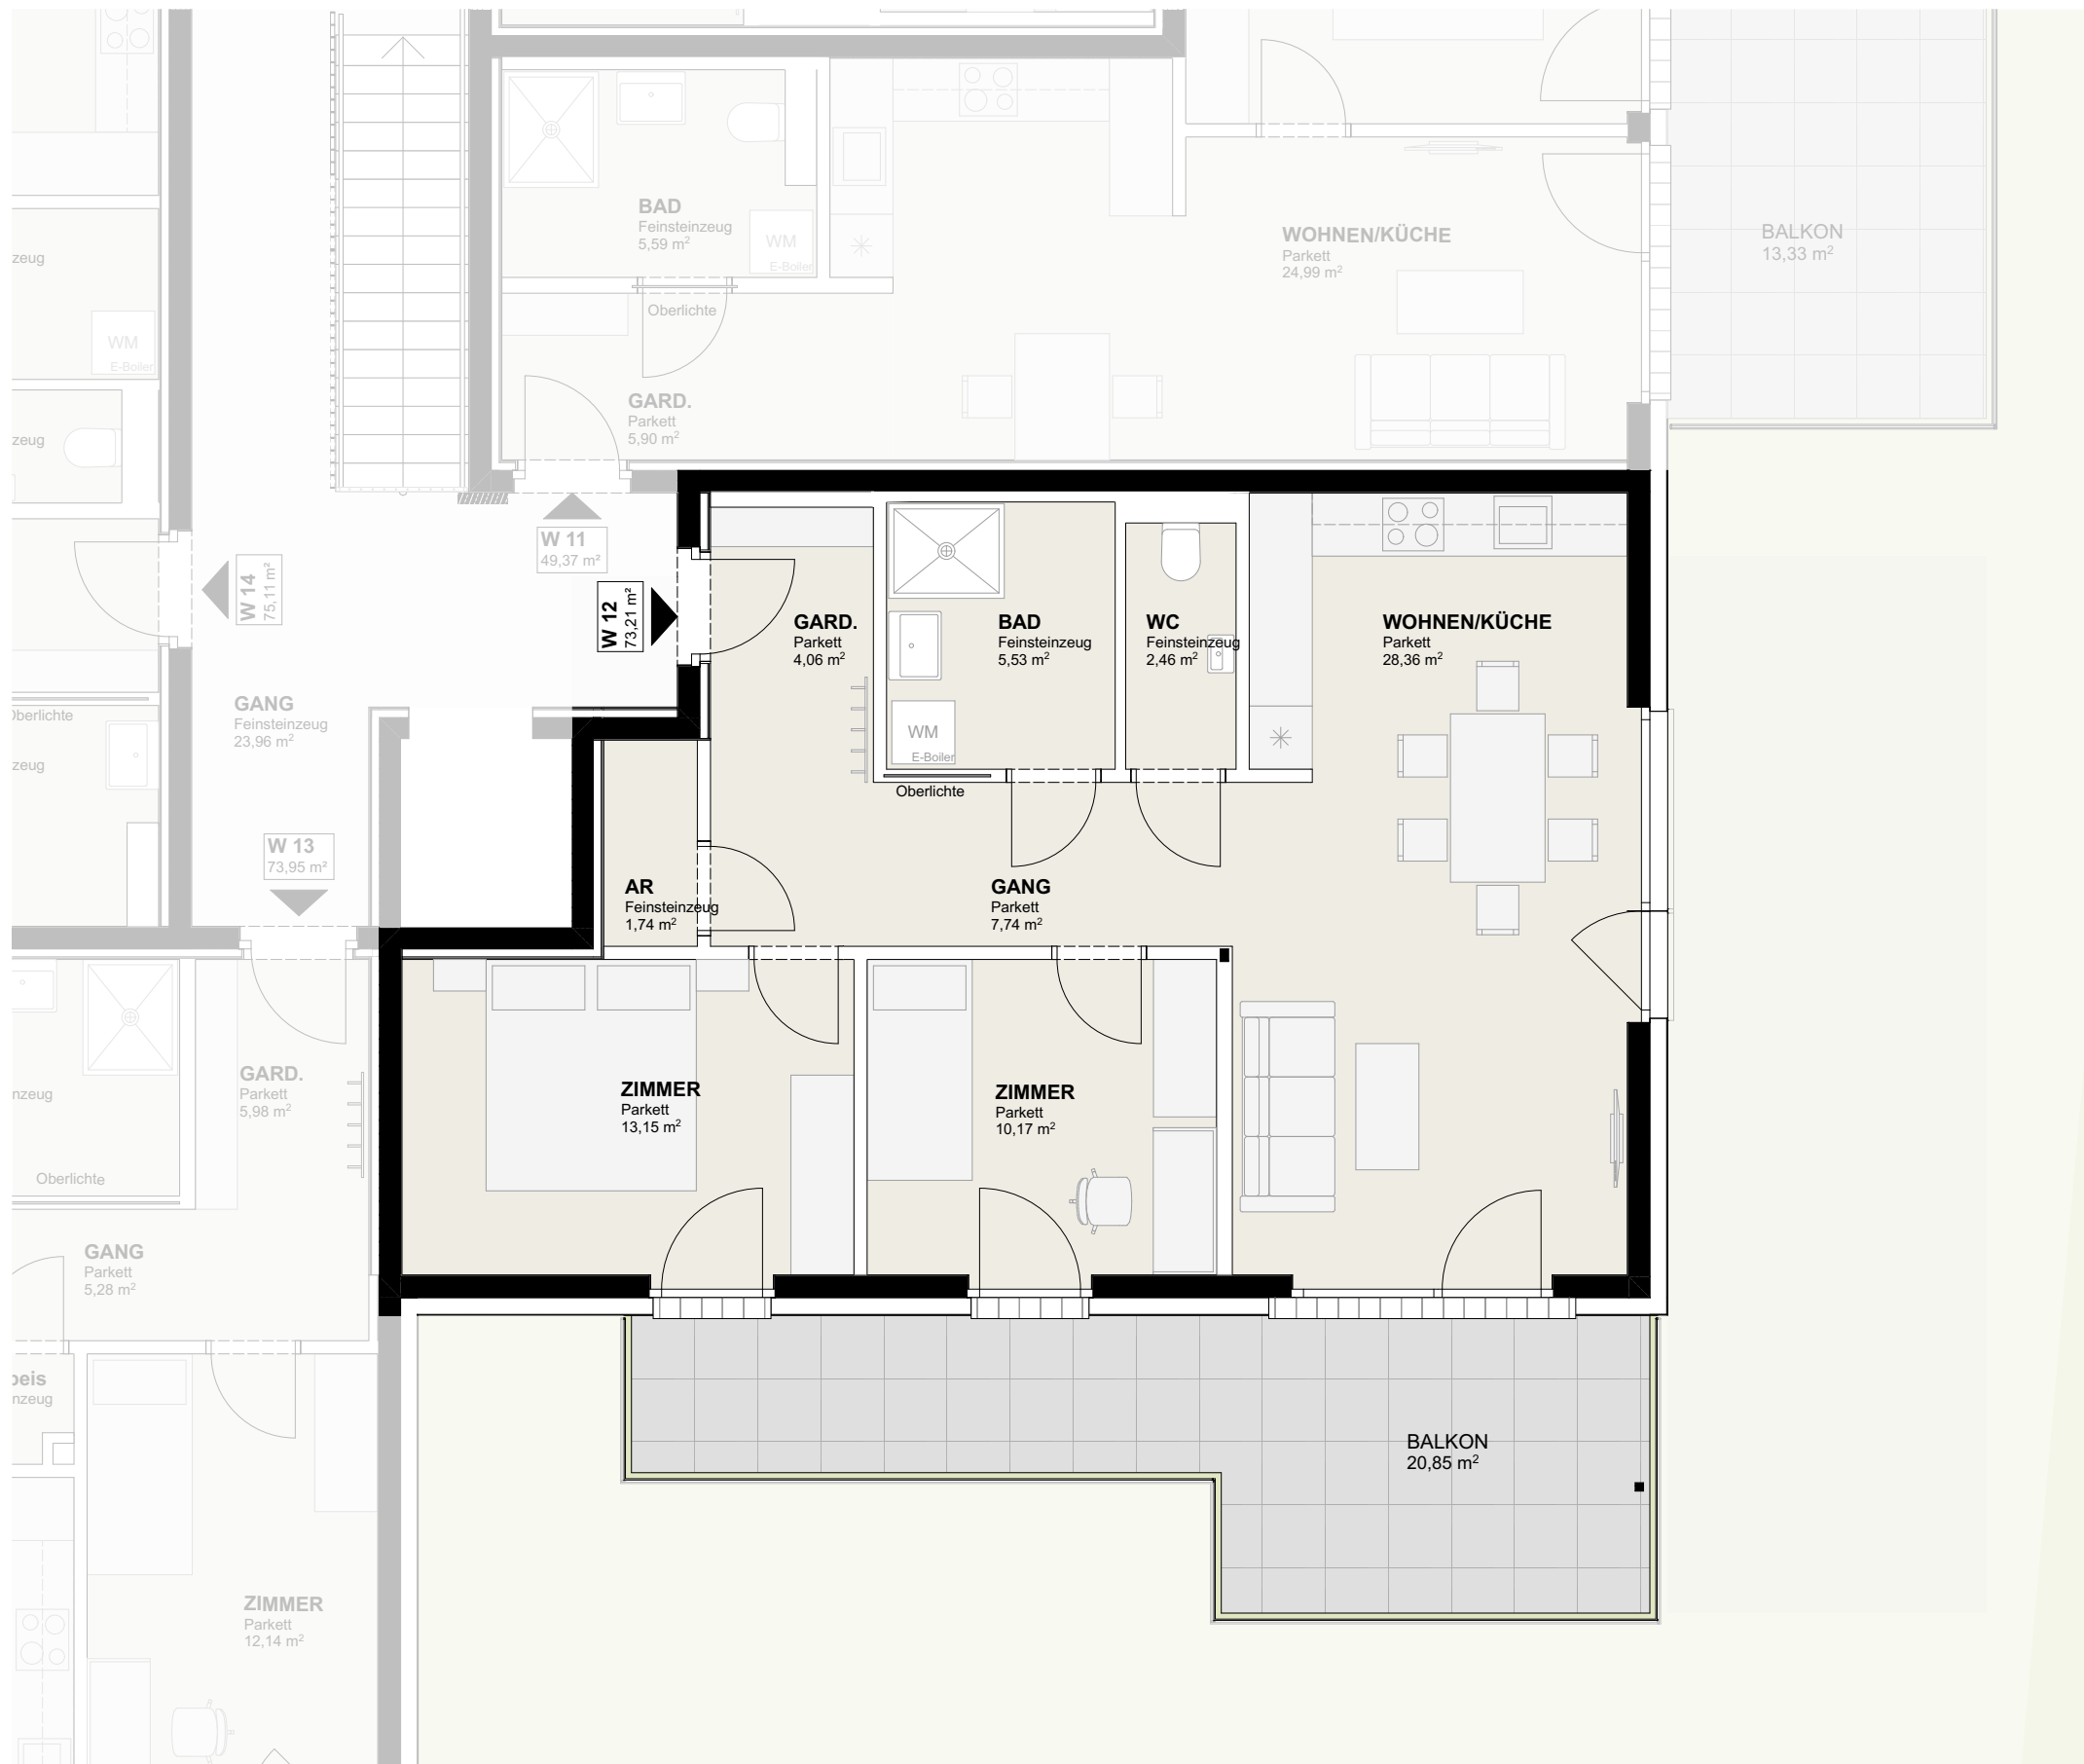 BAD
Feinsteinzeug
5,59 m²
WM
E-Boiler
Oberlichte
GARD.
Parkett
5,90 m²
WOHNEN/KÜCHE
Parkett
24,99 m²
BALKON
13,33 m²
zeug
WM
E-Boiler
zeug
W 11
49,37 m²
W 14
75,11 m²
W 12
73,21 m²
GARD.
Parkett
4,06 m²
BAD
Feinsteinzeug
5,53 m²
WM
E-Boiler
Oberlichte
WC
Feinsteinzeug
2,46 m²
WOHNEN/KÜCHE
Parkett
28,36 m²
GANG
Feinsteinzeug
23,96 m²
Oberlichte
zeug
W 13
73,95 m²
AR
Feinsteinzeug
1,74 m²
GANG
Parkett
7,74 m²
ZIMMER
Parkett
13,15 m²
ZIMMER
Parkett
10,17 m²
GARD.
Parkett
5,98 m²
nzeug
Oberlichte
GANG
Parkett
5,28 m²
peis
nzeug
BALKON
20,85 m²
ZIMMER
Parkett
12,14 m²